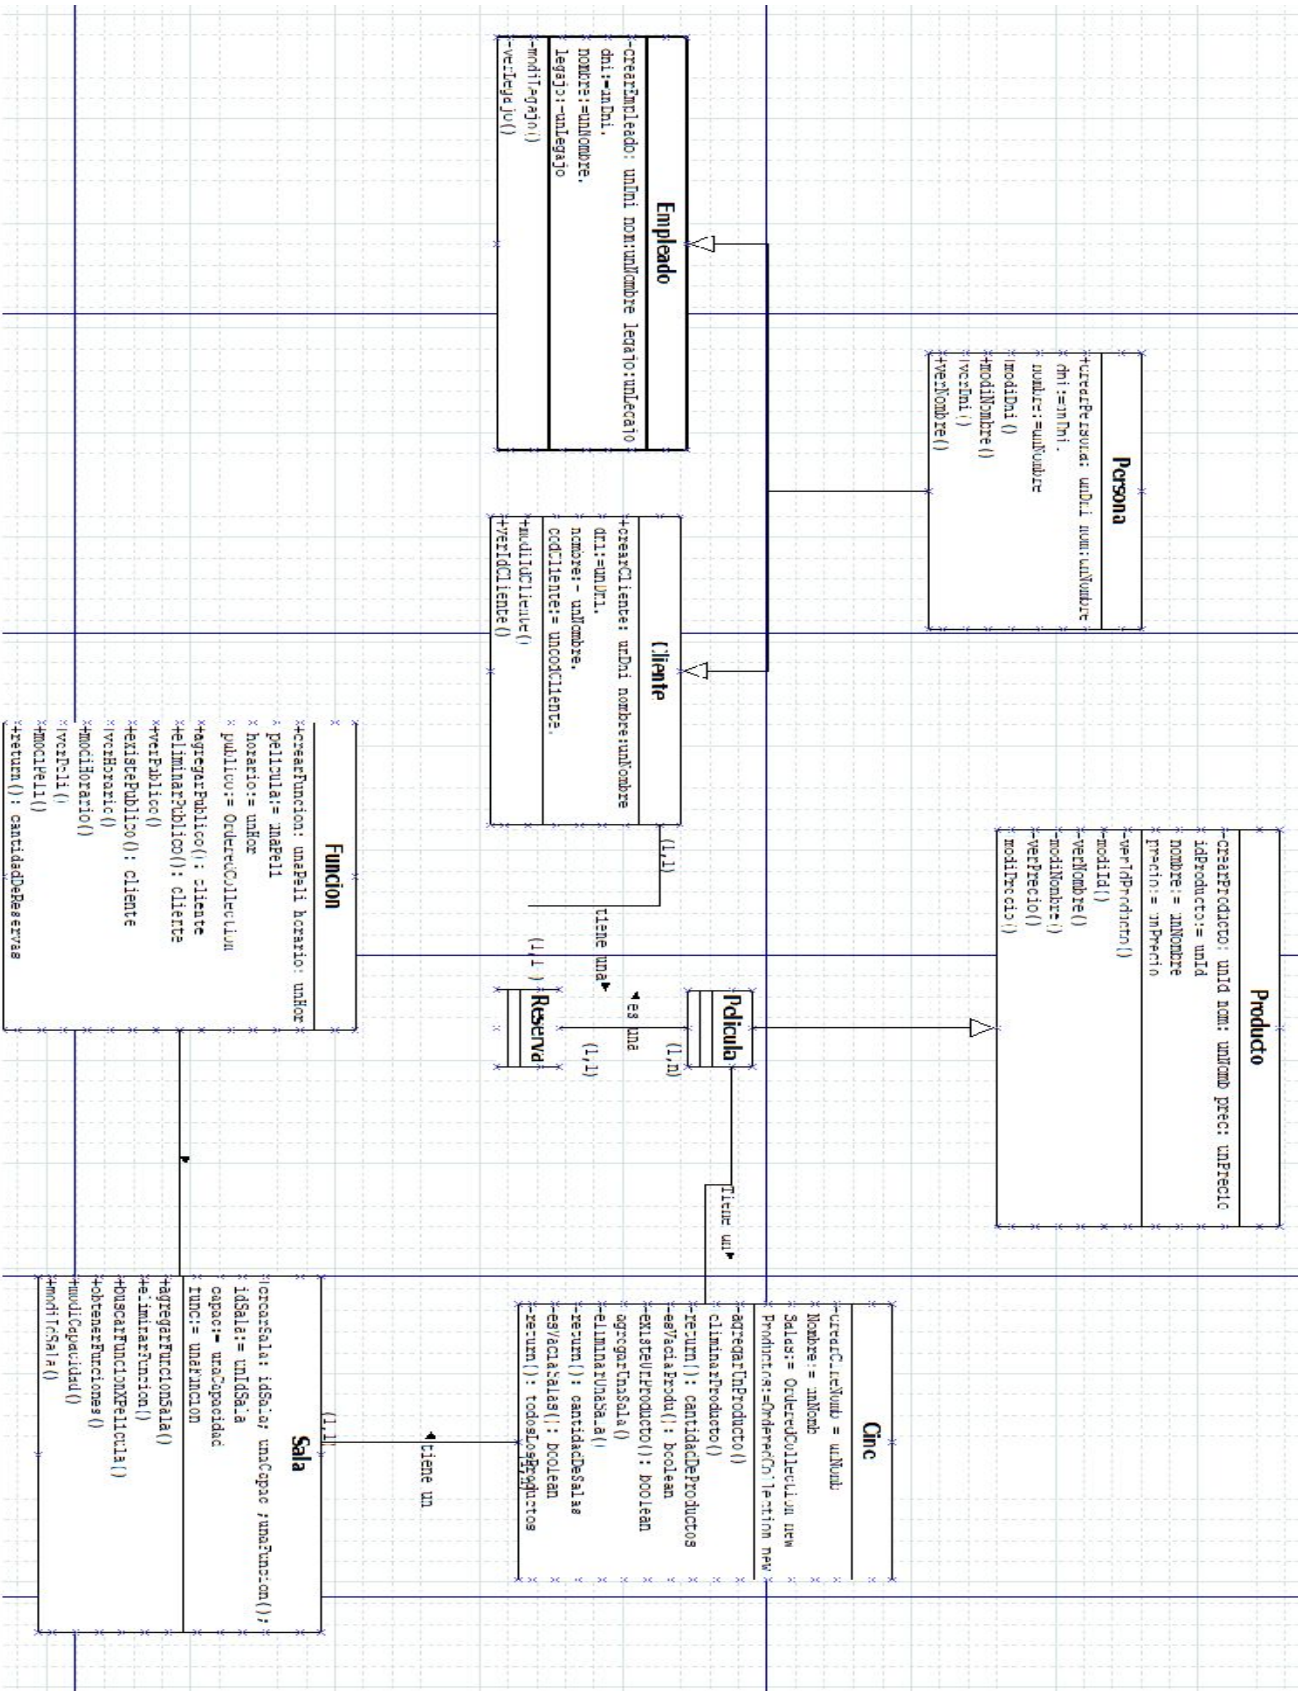 Persona
+crearPersona: unDni nom:unNombre
dni:=unDni.
nombre:=unNombre
+modiDni()
+modiNombre()
+verDni()
+verNombre()
Empleado
-crearEmpleado: unDni nom:unNombre legajo:unLegajo
dni:=unDni.
nombre:=unNombre.
legajo:=unLegajo
-modiLegajo()
-verLegajo()
Cliente
+crearCliente: unDni nombre:unNombre
dni:=unDni.
nombre:= unNombre.
codCliente:= uncodCliente.
+modiIdCliente()
+verIdCliente()
(1,1)
tiene una
(1,1 )
Producto
-crearProducto: unId nom: unNomb prec: unPrecio
idProducto:= unId
nombre:= unNombre
precio:= unPrecio
-verIdProducto()
-modiId()
-verNombre()
-modiNombre()
-verPrecio()
modiPrcio()
Pelicula
(1,n)
es una
(1,1)
Reserva
Tiene un
Cine
Nombre:= unNomb
Salas:= OrderedCollection new
Productos:=OrderedCollection new
-agregarUnProducto()
eliminarProducto()
-return(): cantidadDeProductos
-esVaciaProdu(): boolean
-existeUnProducto(): boolean
agregarUnaSala()
-eliminarUnaSala()
-return(): cantidadDeSalas
-esVaciaSalas(): boolean
-return(): todosLosProductos
tiene un
(1,1)
Funcion
+crearFuncion: unaPeli horario: unHor
pelicula:= unaPeli
horario:= unHor
publico:= OrderedCollection
+agregarPublico(): cliente
+eliminarPublico(): cliente
+verPublico()
+existePublico(): cliente
+verHorario()
+modiHorario()
+verPeli()
+modiPeli()
+return(): cantidadDeReservas
Sala
+crearSala: idSala; unaCapac ;unaFuncion();
idSala:= unIdSala
capac:= unaCapacidad
func:= unaFuncion
+agregarFuncionSala()
+eliminarFuncion()
+buscarFuncionXPelicula()
+obtenerFunciones()
+modiCapacidad()
+modiIdSala()